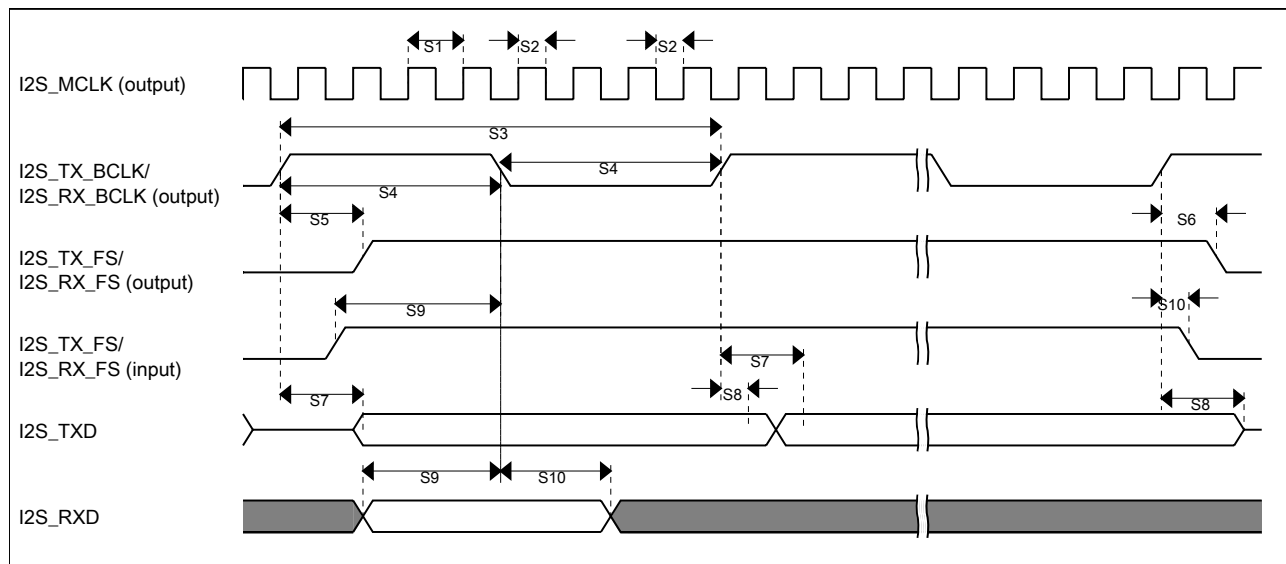 S1
S2
S2
I2S_MCLK (output)
S3
I2S_TX_BCLK/
I2S_RX_BCLK (output)
S4
S4
S5
S6
I2S_TX_FS/
I2S_RX_FS (output)
S9
S10
I2S_TX_FS/
I2S_RX_FS (input)
S7
S7
S8
S8
I2S_TXD
S9
S10
I2S_RXD